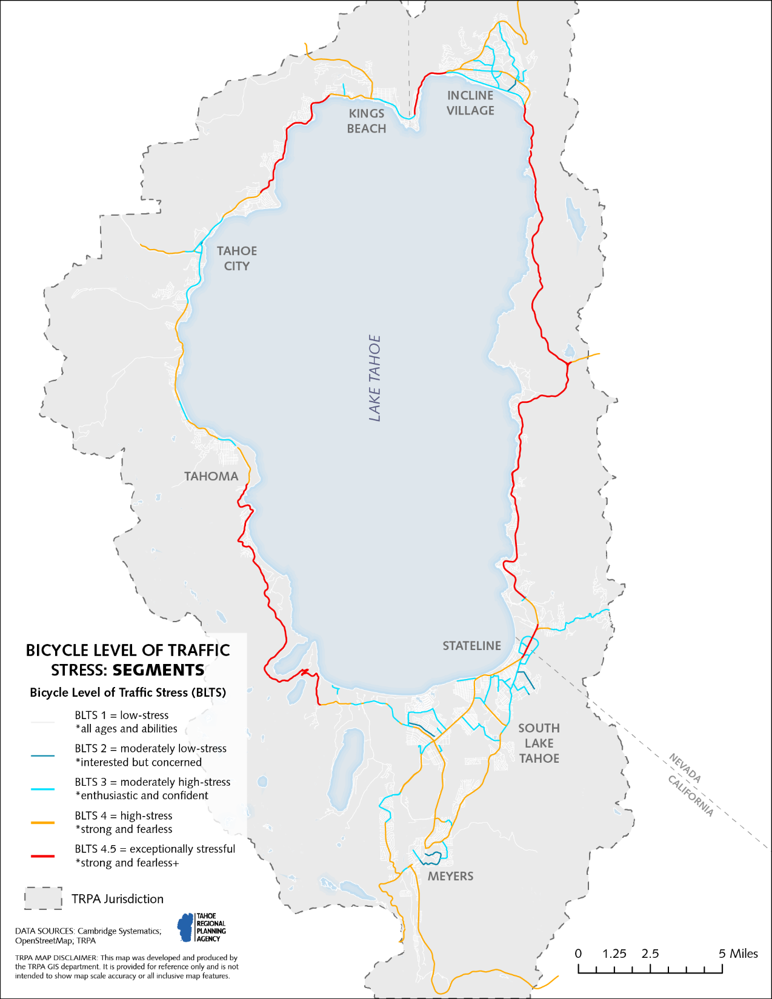 INCLINE
VILLAGE
KINGS
BEACH
TAHOE
CITY
LAKE TAHOE
TAHOMA
STATELINE
SOUTH
LAKE
TAHOE
NEVADA
CALIFORNIA
MEYERS
BICYCLE LEVEL OF TRAFFIC
STRESS: SEGMENTS
Bicycle Level of Traffic Stress (BLTS)
BLTS 1 = low-stress
*all ages and abilities
BLTS 2 = moderately low-stress
*interested but concerned
BLTS 3 = moderately high-stress
*enthusiastic and confident
BLTS 4 = high-stress
*strong and fearless
BLTS 4.5 = exceptionally stressful
*strong and fearless+
TRPA Jurisdiction
DATA SOURCES: Cambridge Systematics;
OpenStreetMap; TRPA
TAHOE
REGIONAL
PLANNING
AGENCY
TRPA MAP DISCLAIMER: This map was developed and produced by
the TRPA GIS department. It is provided for reference only and is not
intended to show map scale accuracy or all inclusive map features.
0 1.25 2.5 5 Miles